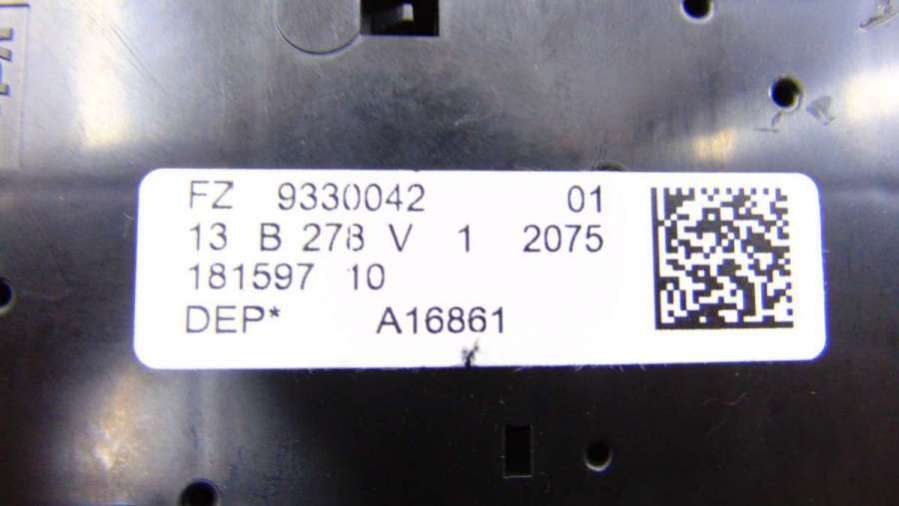 FZ 9330042 01
13 B 278 V 1 2075
181597 10
DEP* A16861